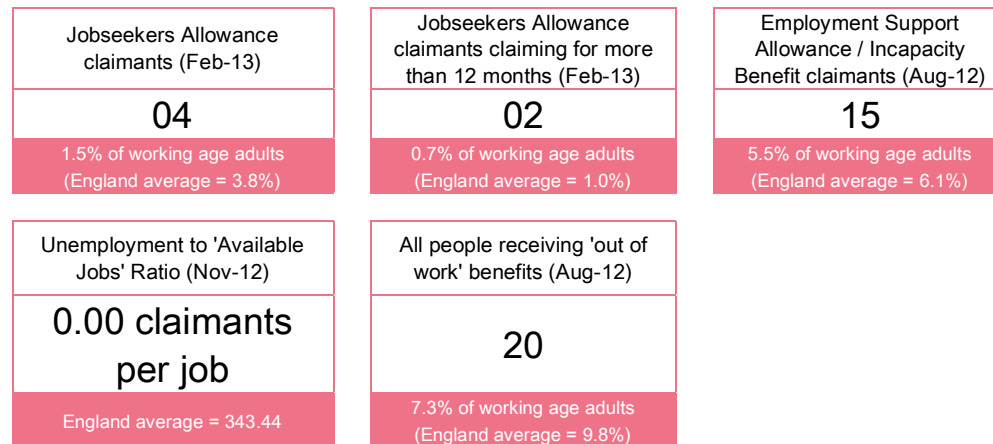 Jobseekers Allowance
claimants (Feb-13)
04
1.5% of working age adults
(England average = 3.8%)
Jobseekers Allowance
claimants claiming for more
than 12 months (Feb-13)
02
0.7% of working age adults
(England average = 1.0%)
Employment Support
Allowance / Incapacity
Benefit claimants (Aug-12)
15
5.5% of working age adults
(England average = 6.1%)
Unemployment to 'Available
Jobs' Ratio (Nov-12)
0.00 claimants
per job
England average = 343.44
All people receiving 'out of
work' benefits (Aug-12)
20
7.3% of working age adults
(England average = 9.8%)